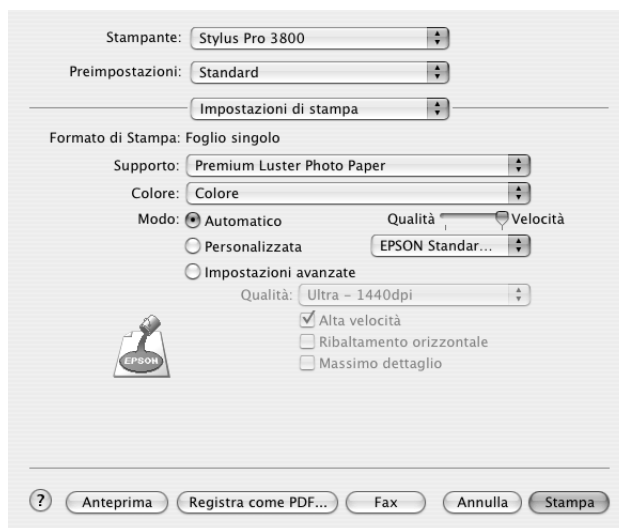 Stampante: Stylus Pro 3800
Preimpostazioni: Standard
Impostazioni di stampa
Formato di Stampa: Foglio singolo
Supporto: Premium Luster Photo Paper
Colore: Colore
Modo: Automatico Qualità Velocità
Personalizzata EPSON Standar...
Impostazioni avanzate
Qualità: Ultra – 1440dpi
Alta velocità
Ribaltamento orizzontale
Massimo dettaglio
EPSON
? Anteprima Registra come PDF... Fax Annulla Stampa